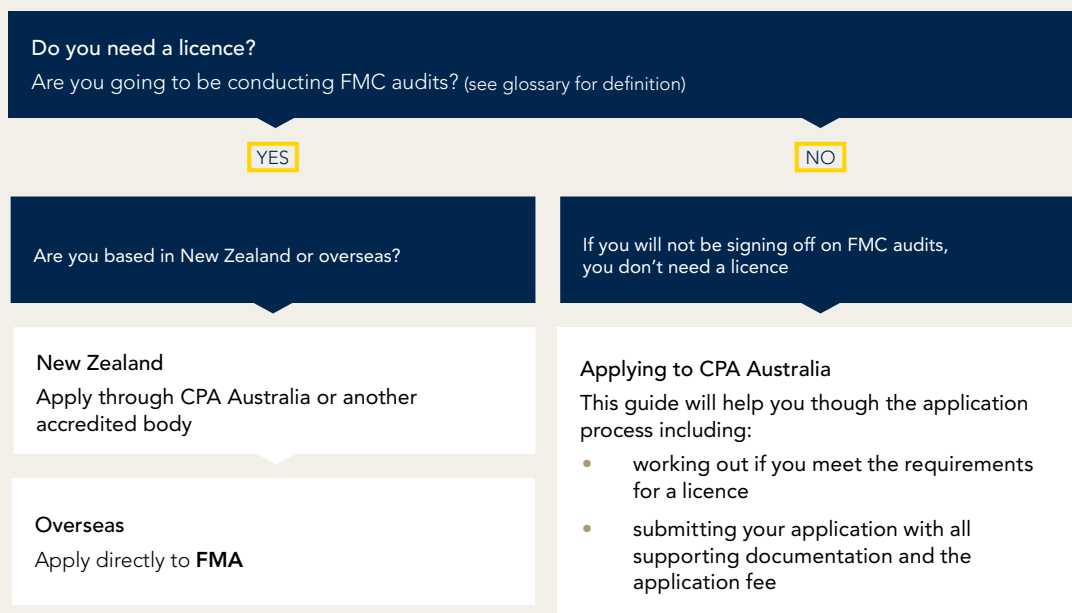 Do you need a licence?
Are you going to be conducting FMC audits? (see glossary for definition)
YES
NO
Are you based in New Zealand or overseas?
If you will not be signing off on FMC audits,
you don’t need a licence
New Zealand
Apply through CPA Australia or another
accredited body
Overseas
Apply directly to FMA
Applying to CPA Australia
This guide will help you though the application
process including:
• working out if you meet the requirements
for a licence
• submitting your application with all
supporting documentation and the
application fee